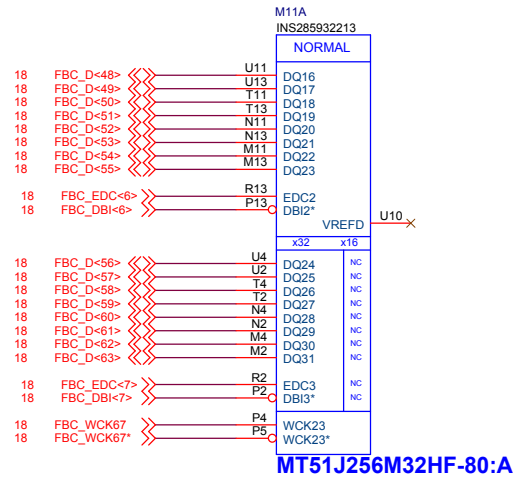 M11A
INS285932213
NORMAL
18 FBC_D<48> U11 DQ16
18 FBC_D<49> U13 DQ17
18 FBC_D<50> T11 DQ18
18 FBC_D<51> T13 DQ19
18 FBC_D<52> N11 DQ20
18 FBC_D<53> N13 DQ21
18 FBC_D<54> M11 DQ22
18 FBC_D<55> M13 DQ23
18 FBC_EDC<6> R13 EDC2
18 FBC_DBI<6> P13 DBI2*
VREFD U10
x32 x16
18 FBC_D<56> U4 DQ24 NC
18 FBC_D<57> U2 DQ25 NC
18 FBC_D<58> T4 DQ26 NC
18 FBC_D<59> T2 DQ27 NC
18 FBC_D<60> N4 DQ28 NC
18 FBC_D<61> N2 DQ29 NC
18 FBC_D<62> M4 DQ30 NC
18 FBC_D<63> M2 DQ31 NC
18 FBC_EDC<7> R2 EDC3 NC
18 FBC_DBI<7> P2 DBI3* NC
18 FBC_WCK67 P4 WCK23
18 FBC_WCK67* P5 WCK23*
MT51J256M32HF-80:A